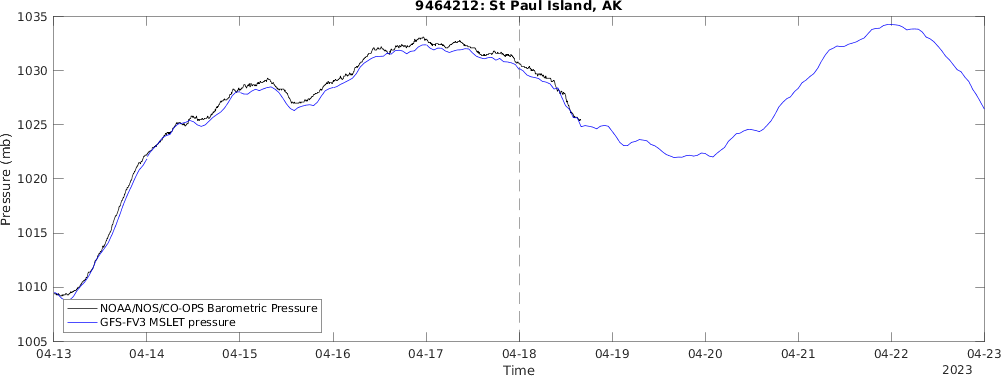 9464212: St Paul Island, AK
Pressure (mb)
1035
1030
1025
1020
1015
1010
1005
NOAA/NOS/CO-OPS Barometric Pressure
GFS-FV3 MSLET pressure
04-13 04-14 04-15 04-16 04-17 04-18 04-19 04-20 04-21 04-22 04-23
Time
2023